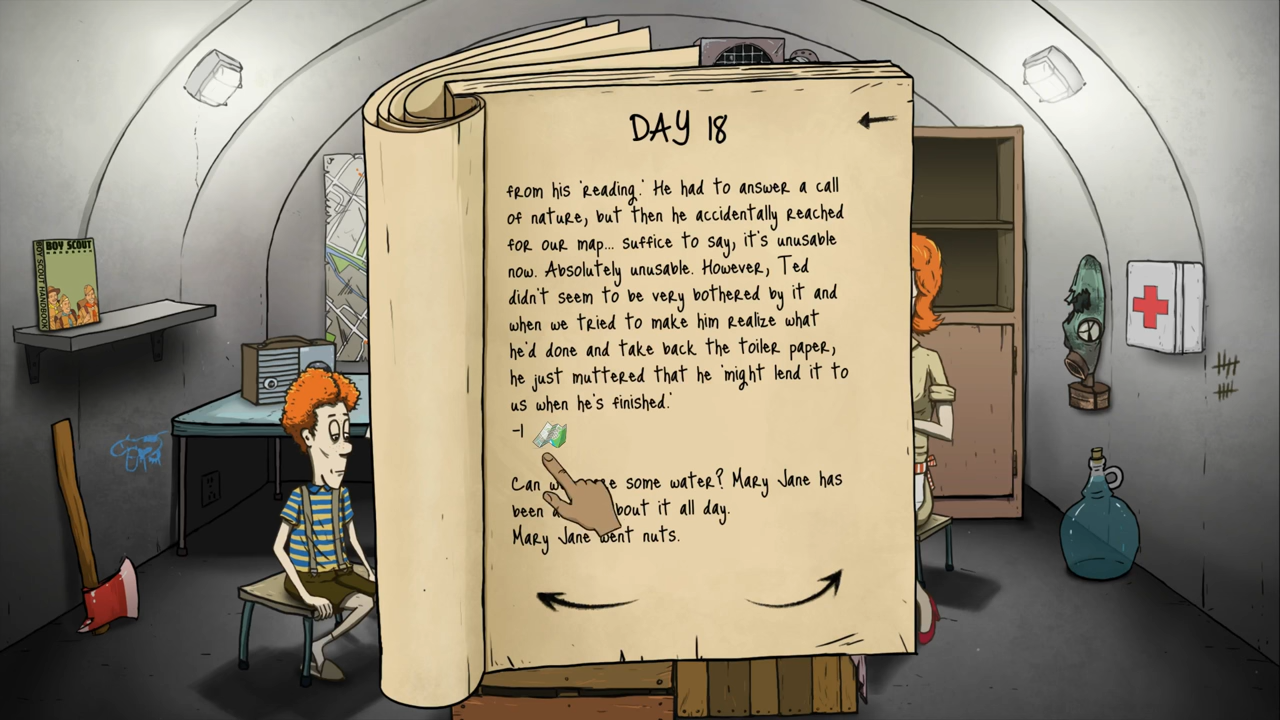 DAY 18
from his 'reading.' He had to answer a call
of nature, but then he accidentally reached
for our map... suffice to say, it's unusable
now. Absolutely unusable. However, Ted
didn't seem to be very bothered by it and
when we tried to make him realize what
he'd done and take back the toiler paper,
he just muttered that he 'might lend it to
us when he's finished.'
-1
Can some water? Mary Jane has
been it all day.
Mary Jane went nuts.
BOY SCOUT
BOY SCOUT HANDBOOK